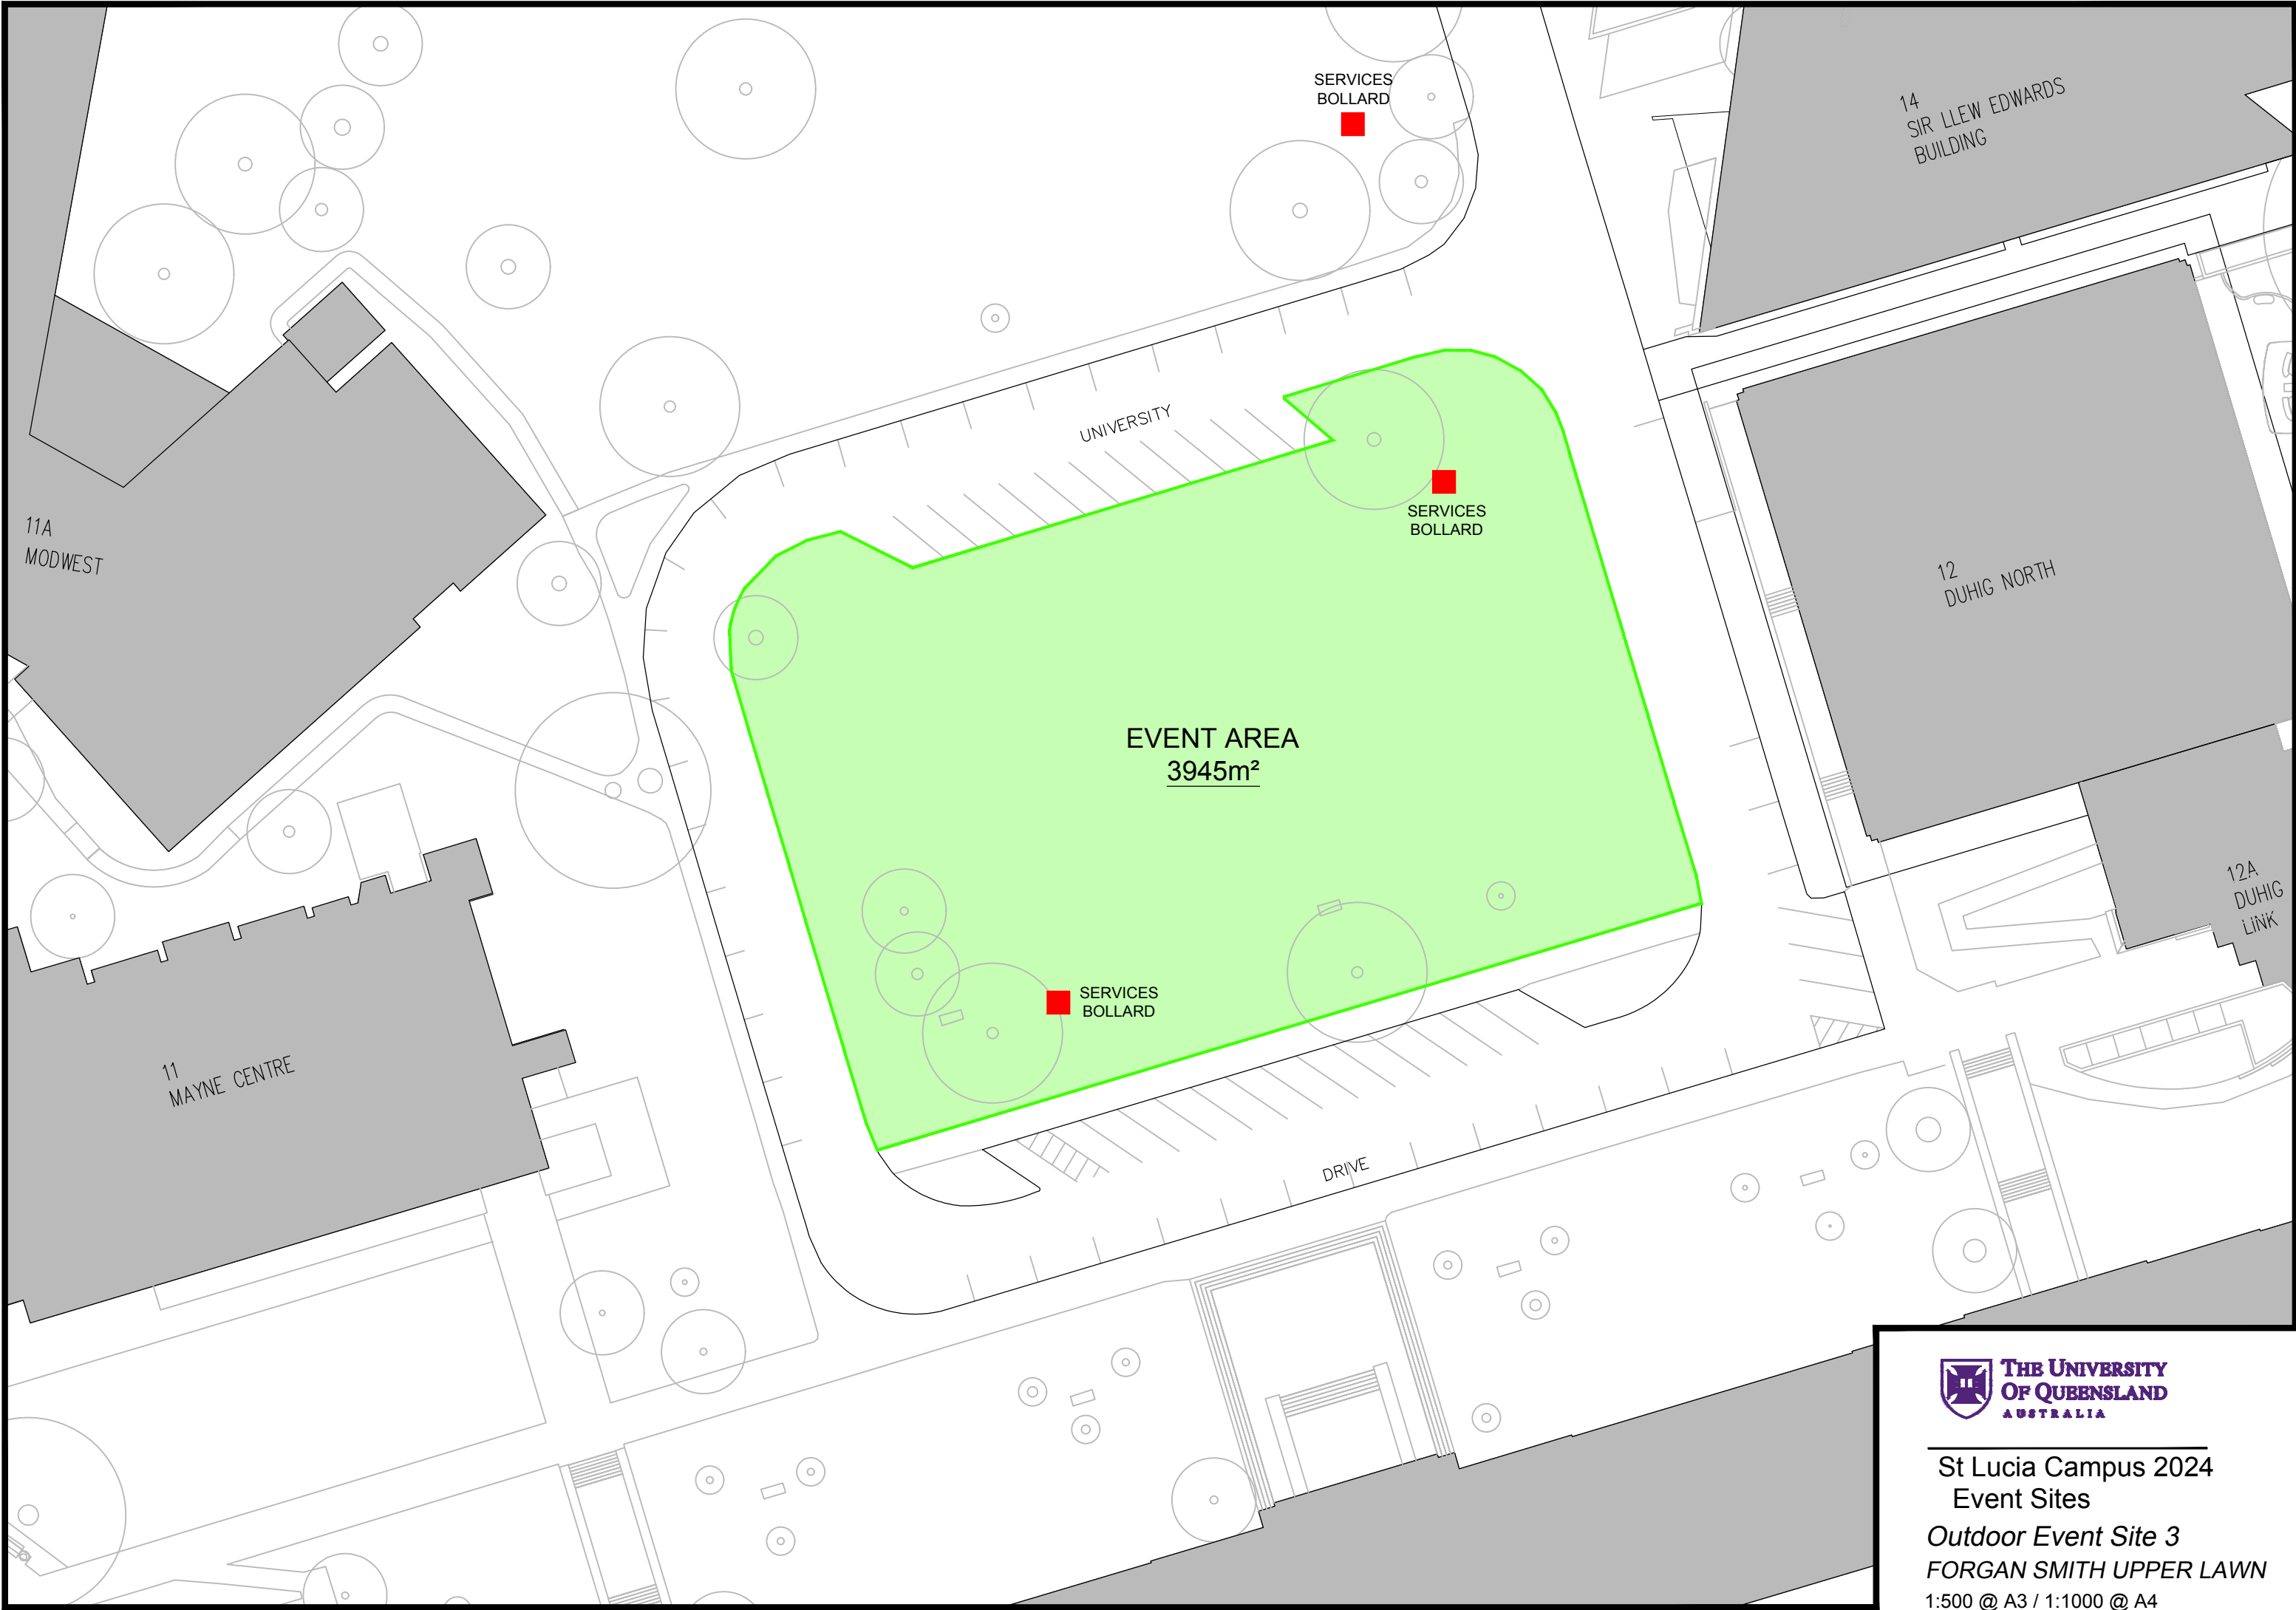 SERVICES
BOLLARD
14
SIR LLEW EDWARDS
BUILDING
UNIVERSITY
SERVICES
BOLLARD
11A
MODWEST
12
DUHIG NORTH
EVENT AREA
3945m²
12A
DUHIG
LINK
SERVICES
BOLLARD
11
MAYNE CENTRE
DRIVE
THE UNIVERSITY
OF QUEENSLAND
AUSTRALIA
St Lucia Campus 2024
Event Sites
Outdoor Event Site 3
FORGAN SMITH UPPER LAWN
1:500 @ A3 / 1:1000 @ A4